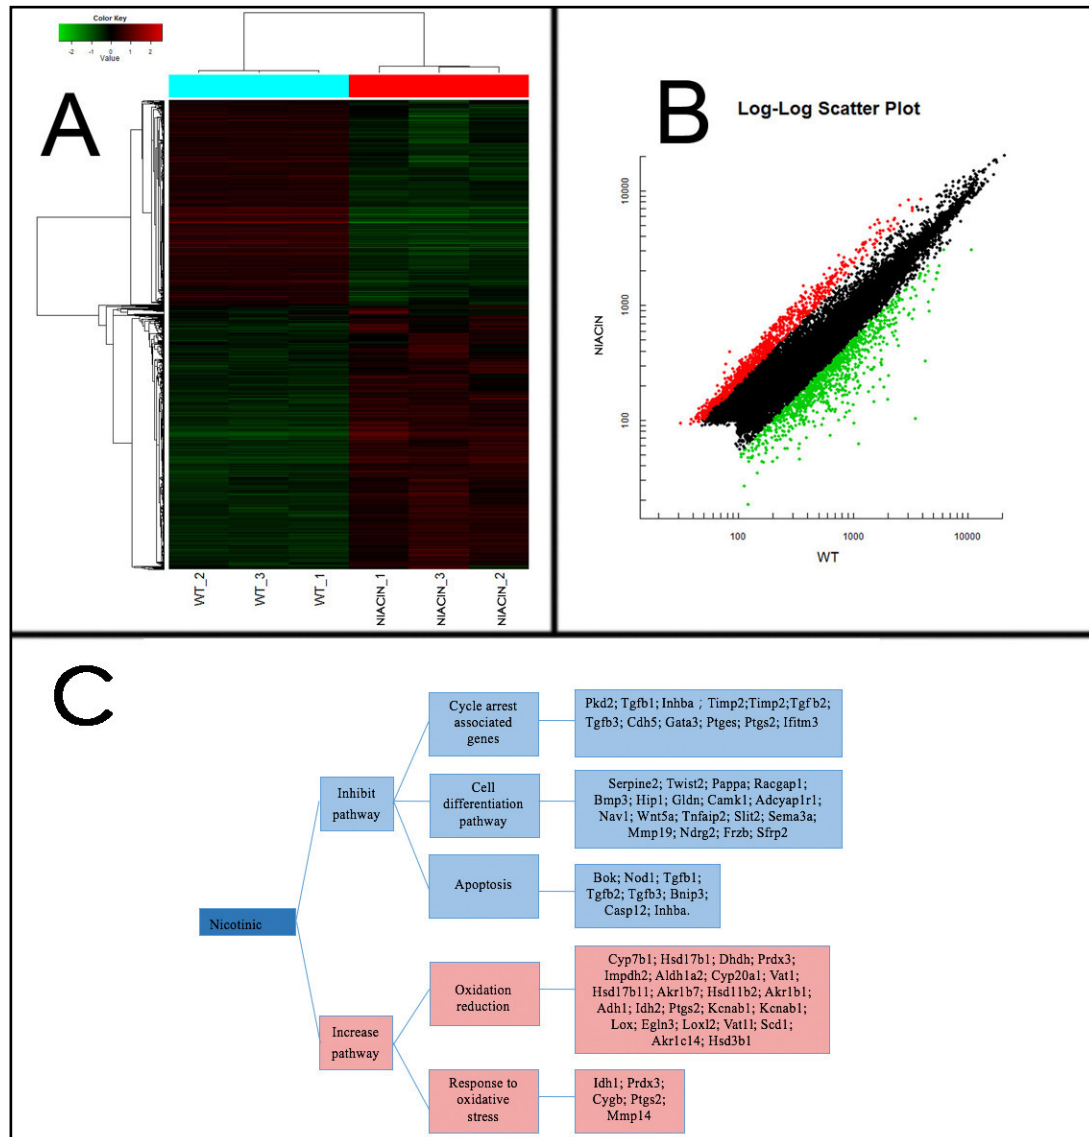 Color Key
-2 -1 0 1 2
Value
A
WT_2
WT_3
WT_1
NIACIN_1
NIACIN_3
NIACIN_2
B
Log-Log Scatter Plot
NIACIN
10000
1000
100
100 1000 10000
WT
C
Nicotinic
Inhibit
pathway
Cycle arrest
associated
genes
Pkd2; Tgfb1; Inhba ; Timp2;Timp2;Tgfb2;
Tgfb3; Cdh5; Gata3; Ptges; Ptgs2; Ifitm3
Cell
differentiation
pathway
Serpine2; Twist2; Pappa; Racgap1;
Bmp3; Hip1; Gldn; Camk1; Adcyap1r1;
Nav1; Wnt5a; Tnfaip2; Slit2; Sema3a;
Mmp19; Ndrg2; Frzb; Sfrp2
Apoptosis
Bok; Nod1; Tgfb1;
Tgfb2; Tgfb3; Bnip3;
Casp12; Inhba.
Increase
pathway
Oxidation
reduction
Cyp7b1; Hsd17b1; Dhdh; Prdx3;
Impdh2; Aldh1a2; Cyp20a1; Vat1;
Hsd17b11; Akr1b7; Hsd11b2; Akr1b1;
Adh1; Idh2; Ptgs2; Kcnab1; Kcnab1;
Lox; Egln3; Loxl2; Vat1l; Scd1;
Akr1c14; Hsd3b1
Response to
oxidative
stress
Idh1; Prdx3;
Cygb; Ptgs2;
Mmp14